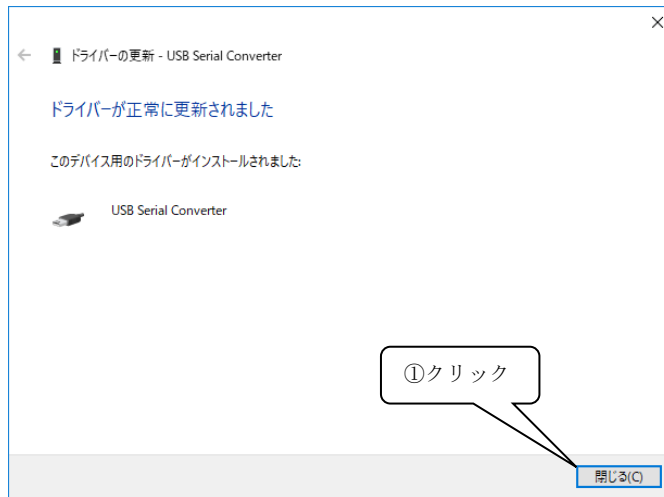 ドライバーの更新 - USB Serial Converter
ドライバーが正常に更新されました
このデバイス用のドライバーがインストールされました:
USB Serial Converter
①クリック
閉じる(C)